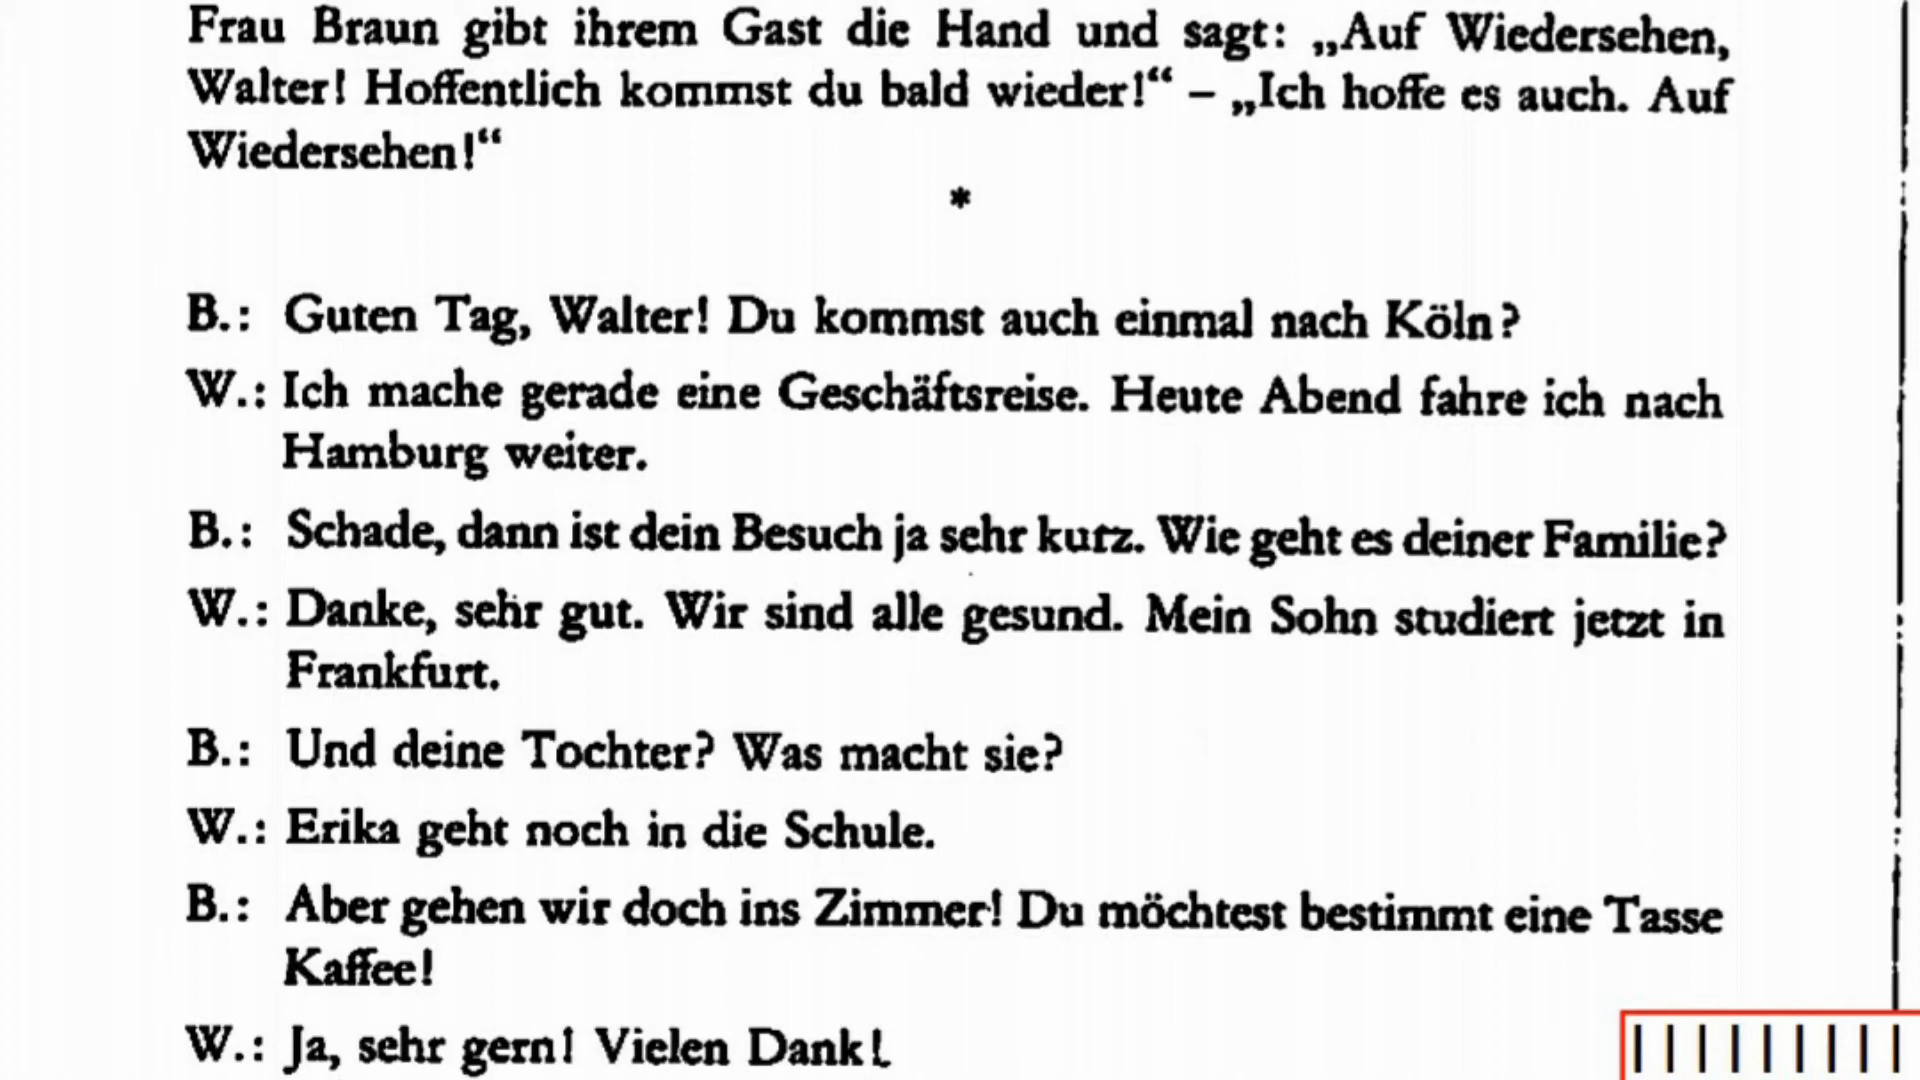 Frau Braun gibt ihrem Gast die Hand und sagt: „Auf Wiedersehen,
Walter! Hoffentlich kommst du bald wieder!“ – „Ich hoffe es auch. Auf
Wiedersehen!“
*
B.: Guten Tag, Walter! Du kommst auch einmal nach Köln?
W.: Ich mache gerade eine Geschäftsreise. Heute Abend fahre ich nach
Hamburg weiter.
B.: Schade, dann ist dein Besuch ja sehr kurz. Wie geht es deiner Familie?
W.: Danke, sehr gut. Wir sind alle gesund. Mein Sohn studiert jetzt in
Frankfurt.
B.: Und deine Tochter? Was macht sie?
W.: Erika geht noch in die Schule.
B.: Aber gehen wir doch ins Zimmer! Du möchtest bestimmt eine Tasse
Kaffee!
W.: Ja, sehr gern! Vielen Dank!